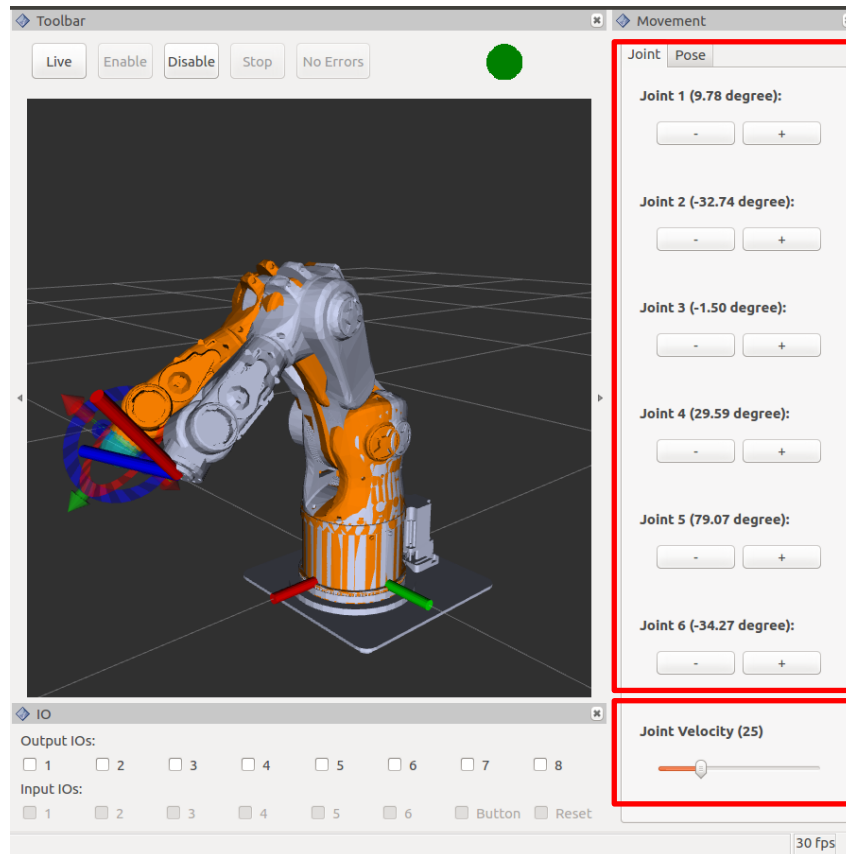 Toolbar
Live Enable Disable Stop No Errors
Movement
Joint Pose
Joint 1 (9.78 degree):
- +
Joint 2 (-32.74 degree):
- +
Joint 3 (-1.50 degree):
- +
Joint 4 (29.59 degree):
- +
Joint 5 (79.07 degree):
- +
Joint 6 (-34.27 degree):
- +
Joint Velocity (25)
IO
Output IOs:
1 2 3 4 5 6 7 8
Input IOs:
1 2 3 4 5 6 Button Reset
30 fps